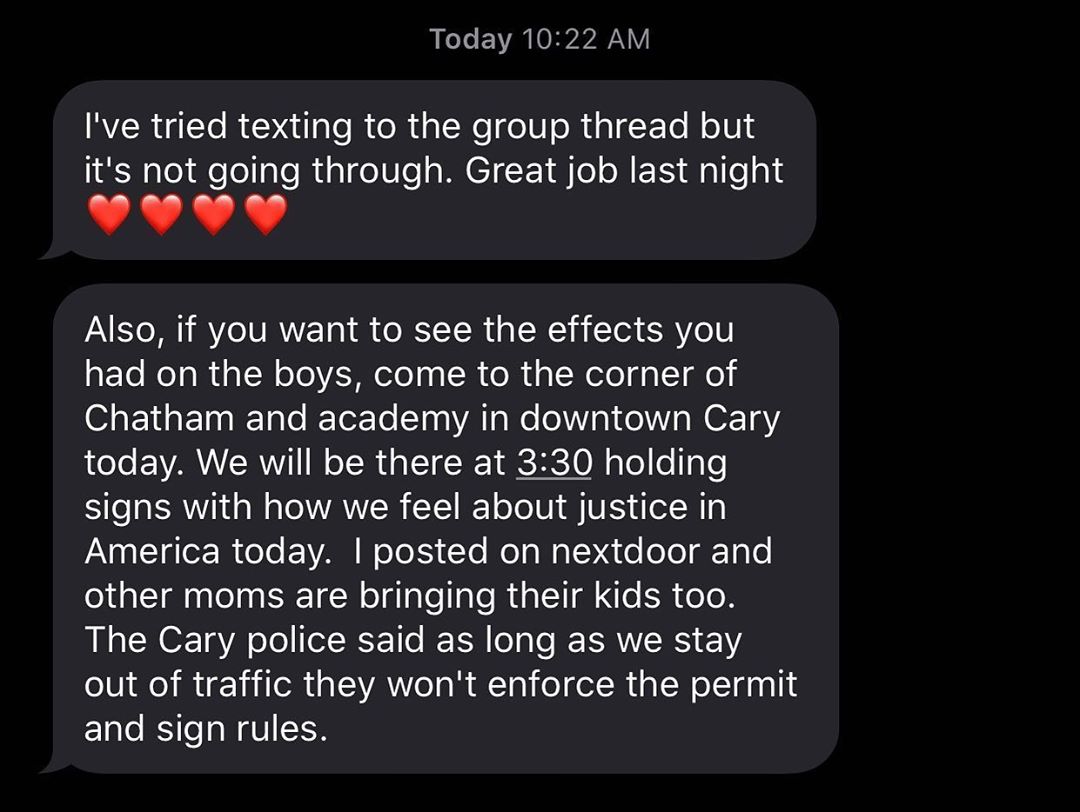 Today 10:22 AM
I've tried texting to the group thread but
it's not going through. Great job last night
❤️❤️❤️❤️
Also, if you want to see the effects you
had on the boys, come to the corner of
Chatham and academy in downtown Cary
today. We will be there at 3:30 holding
signs with how we feel about justice in
America today.  I posted on nextdoor and
other moms are bringing their kids too.
The Cary police said as long as we stay
out of traffic they won't enforce the permit
and sign rules.